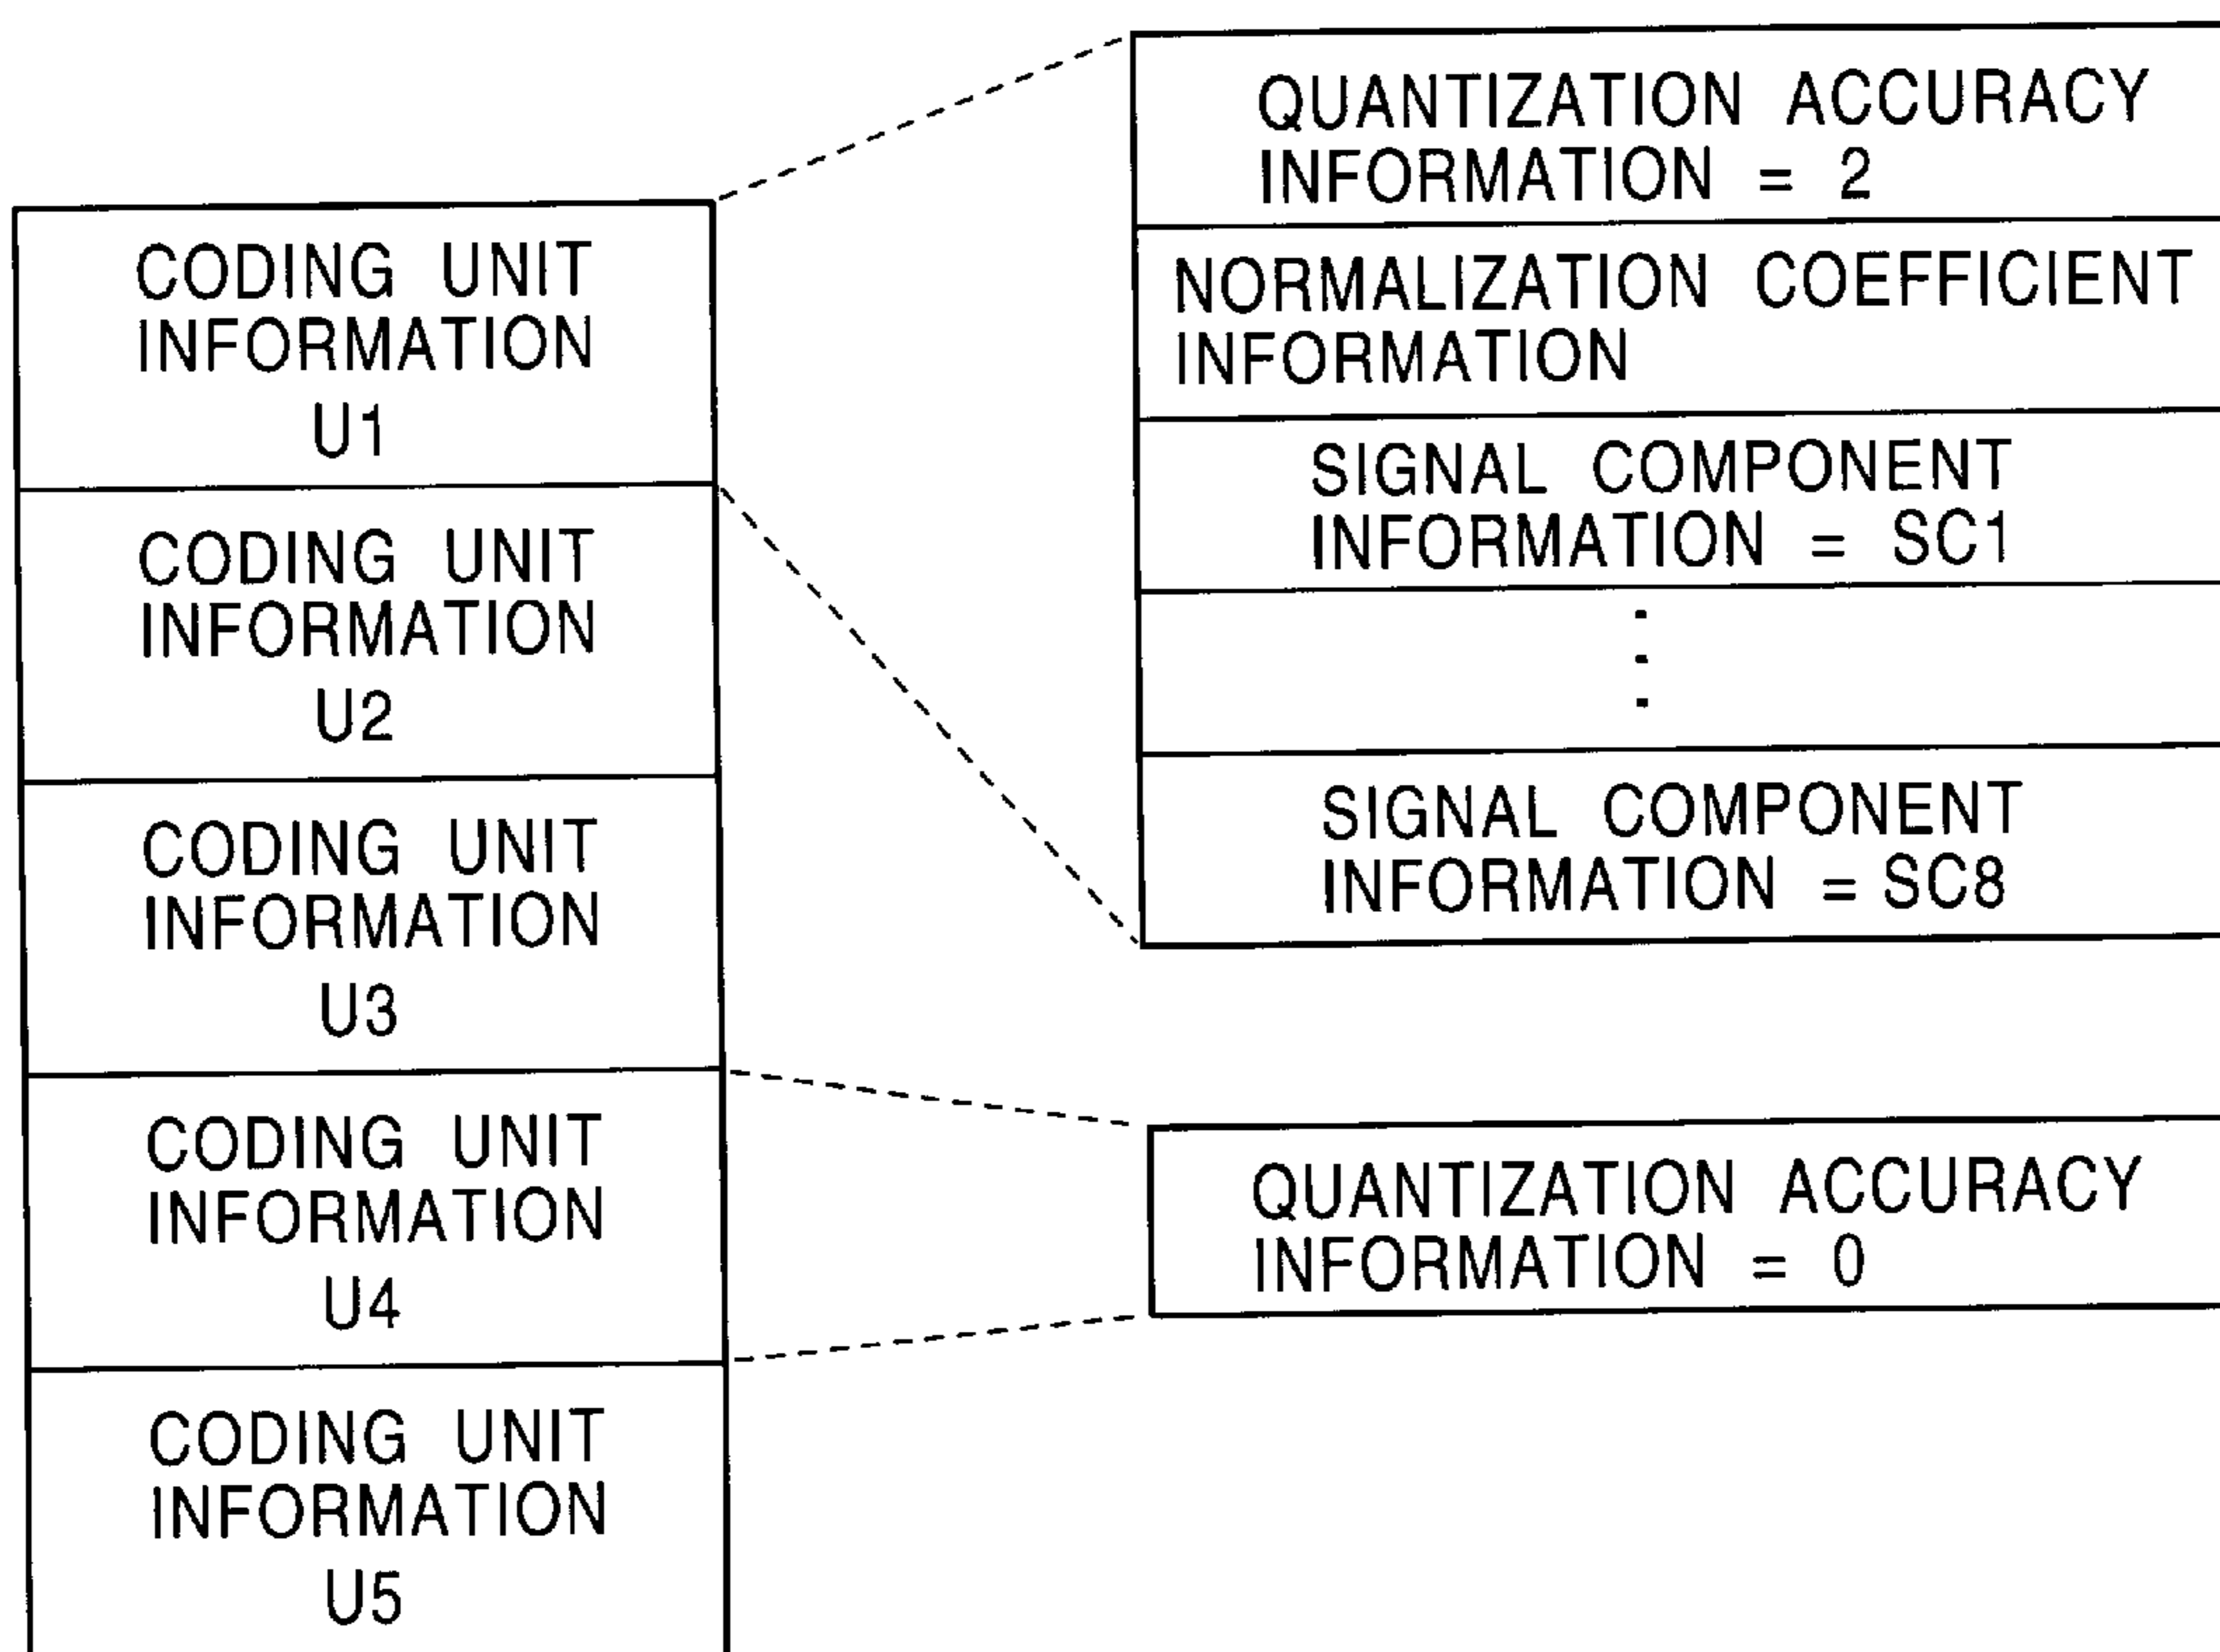 CODING UNIT
INFORMATION
U1
CODING UNIT
INFORMATION
U2
CODING UNIT
INFORMATION
U3
CODING UNIT
INFORMATION
U4
CODING UNIT
INFORMATION
U5
QUANTIZATION ACCURACY
INFORMATION = 2
NORMALIZATION COEFFICIENT
INFORMATION
SIGNAL COMPONENT
INFORMATION = SC1
SIGNAL COMPONENT
INFORMATION = SC8
QUANTIZATION ACCURACY
INFORMATION = 0